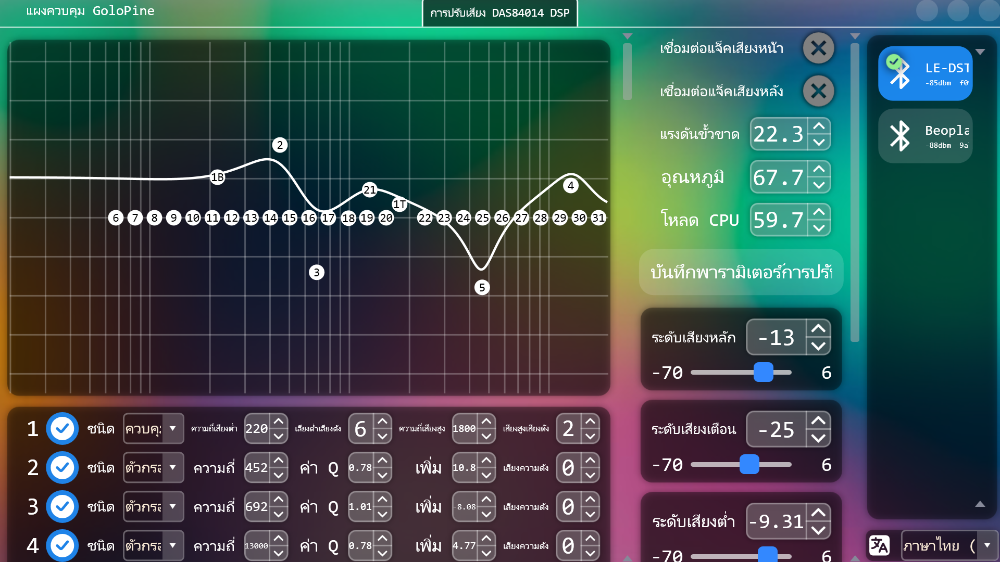 แผงควบคุม GoloPine
การปรับเสียง DAS84014 DSP
2
1B
21
1T
4
6 7 8 9 10 11 12 13 14 15 16 17 18 19 20 22 23 24 25 26 27 28 29 30 31
3
5
เชื่อมต่อแจ็คเสียงหน้า
เชื่อมต่อแจ็คเสียงหลัง
แรงดันขั้วขาด 22.3
อุณหภูมิ 67.7
โหลด CPU 59.7
บันทึกพารามิเตอร์การปรั
ระดับเสียงหลัก -13
-70 6
ระดับเสียงเตือน -25
-70 6
ระดับเสียงต่ำ -9.31
-70 6
LE-DST
-85dbm f0
Beopla
-88dbm 9a
1 ชนิด ควบคุ ความถี่เสียงต่ำ 220 เสียงต่ำเสียงดัง 6 ความถี่เสียงสูง 1800 เสียงสูงเสียงดัง 2
2 ชนิด ตัวกรอ ความถี่ 452 ค่า Q 0.78 เพิ่ม 10.8 เสียงความดัง 0
3 ชนิด ตัวกรอ ความถี่ 692 ค่า Q 1.01 เพิ่ม -8.08 เสียงความดัง 0
4 ชนิด ตัวกรอ ความถี่ 13000 ค่า Q 0.78 เพิ่ม 4.77 เสียงความดัง 0
ภาษาไทย (